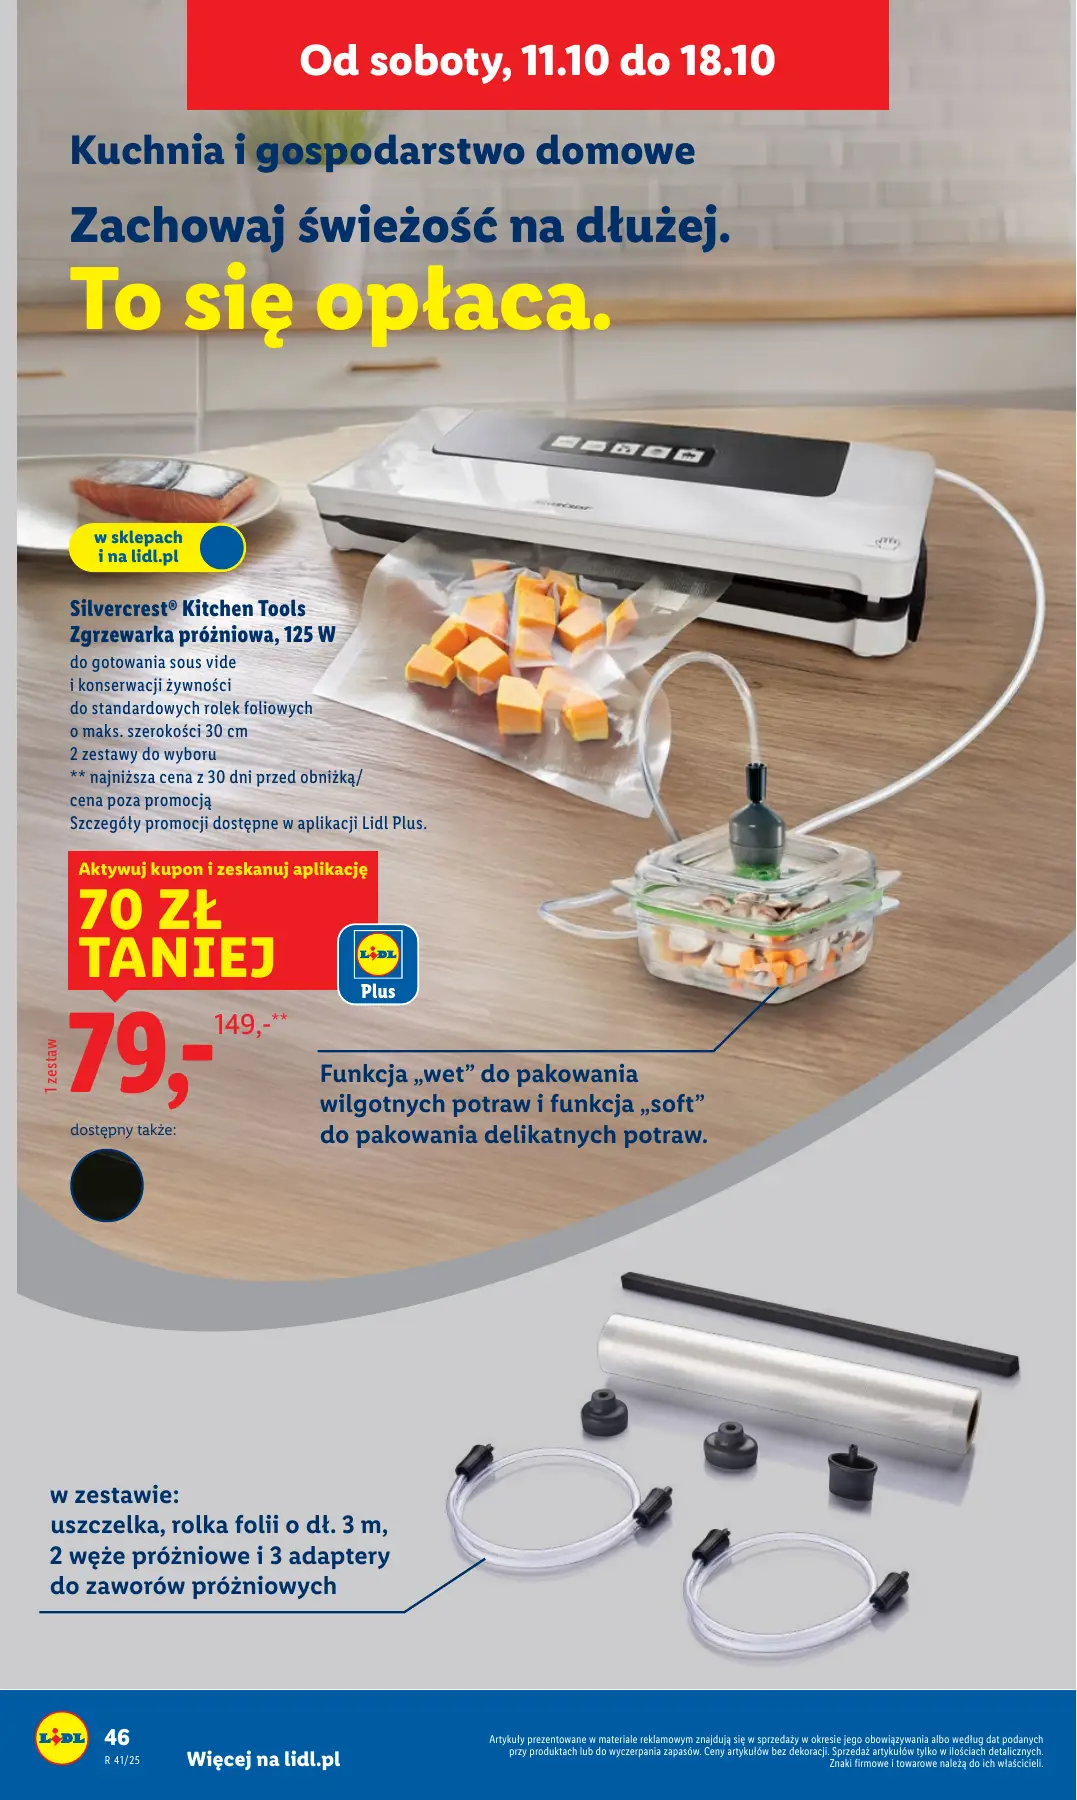 Od soboty, 11.10 do 18.10
Kuchnia i gospodarstwo domowe
Zachowaj świeżość na dłużej.
To się opłaca.
w sklepach
i na lidl.pl
Silvercrest® Kitchen Tools
Zgrzewarka próżniowa, 125 W
do gotowania sous vide
i konserwacji żywności
do standardowych rolek foliowych
o maks. szerokości 30 cm
2 zestawy do wyboru
** najniższa cena z 30 dni przed obniżką/
cena poza promocją
Szczegóły promocji dostępne w aplikacji Lidl Plus.
Aktywuj kupon i zeskanuj aplikację
70 ZŁ
TANIEJ
LIDL
Plus
1 zestaw
79,-
149,-**
dostępny także:
Funkcja „wet” do pakowania
wilgotnych potraw i funkcja „soft”
do pakowania delikatnych potraw.
w zestawie:
uszczelka, rolka folii o dł. 3 m,
2 węże próżniowe i 3 adaptery
do zaworów próżniowych
LIDL
46
R 41/25
Więcej na lidl.pl
Artykuły prezentowane w materiale reklamowym znajdują się w sprzedaży w okresie jego obowiązywania albo według dat podanych
przy produktach lub do wyczerpania zapasów. Ceny artykułów bez dekoracji. Sprzedaż artykułów tylko w ilościach detalicznych.
Znaki firmowe i towarowe należą do ich właścicieli.